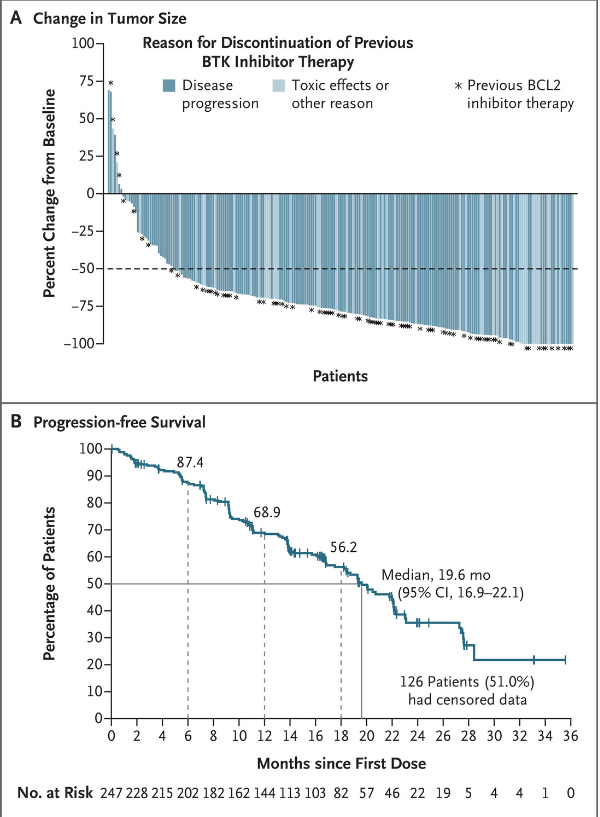 A Change in Tumor Size
Reason for Discontinuation of Previous
BTK Inhibitor Therapy
Disease
progression
Toxic effects or
other reason
* Previous BCL2
inhibitor therapy
Percent Change from Baseline
100
75
50
25
0
−25
−50
−75
−100
Patients
B Progression-free Survival
Percentage of Patients
100
90
80
70
60
50
40
30
20
10
0
87.4
68.9
56.2
Median, 19.6 mo
(95% CI, 16.9–22.1)
126 Patients (51.0%)
had censored data
0 2 4 6 8 10 12 14 16 18 20 22 24 26 28 30 32 34 36
Months since First Dose
No. at Risk 247 228 215 202 182 162 144 113 103 82 57 46 22 19 5 4 4 1 0